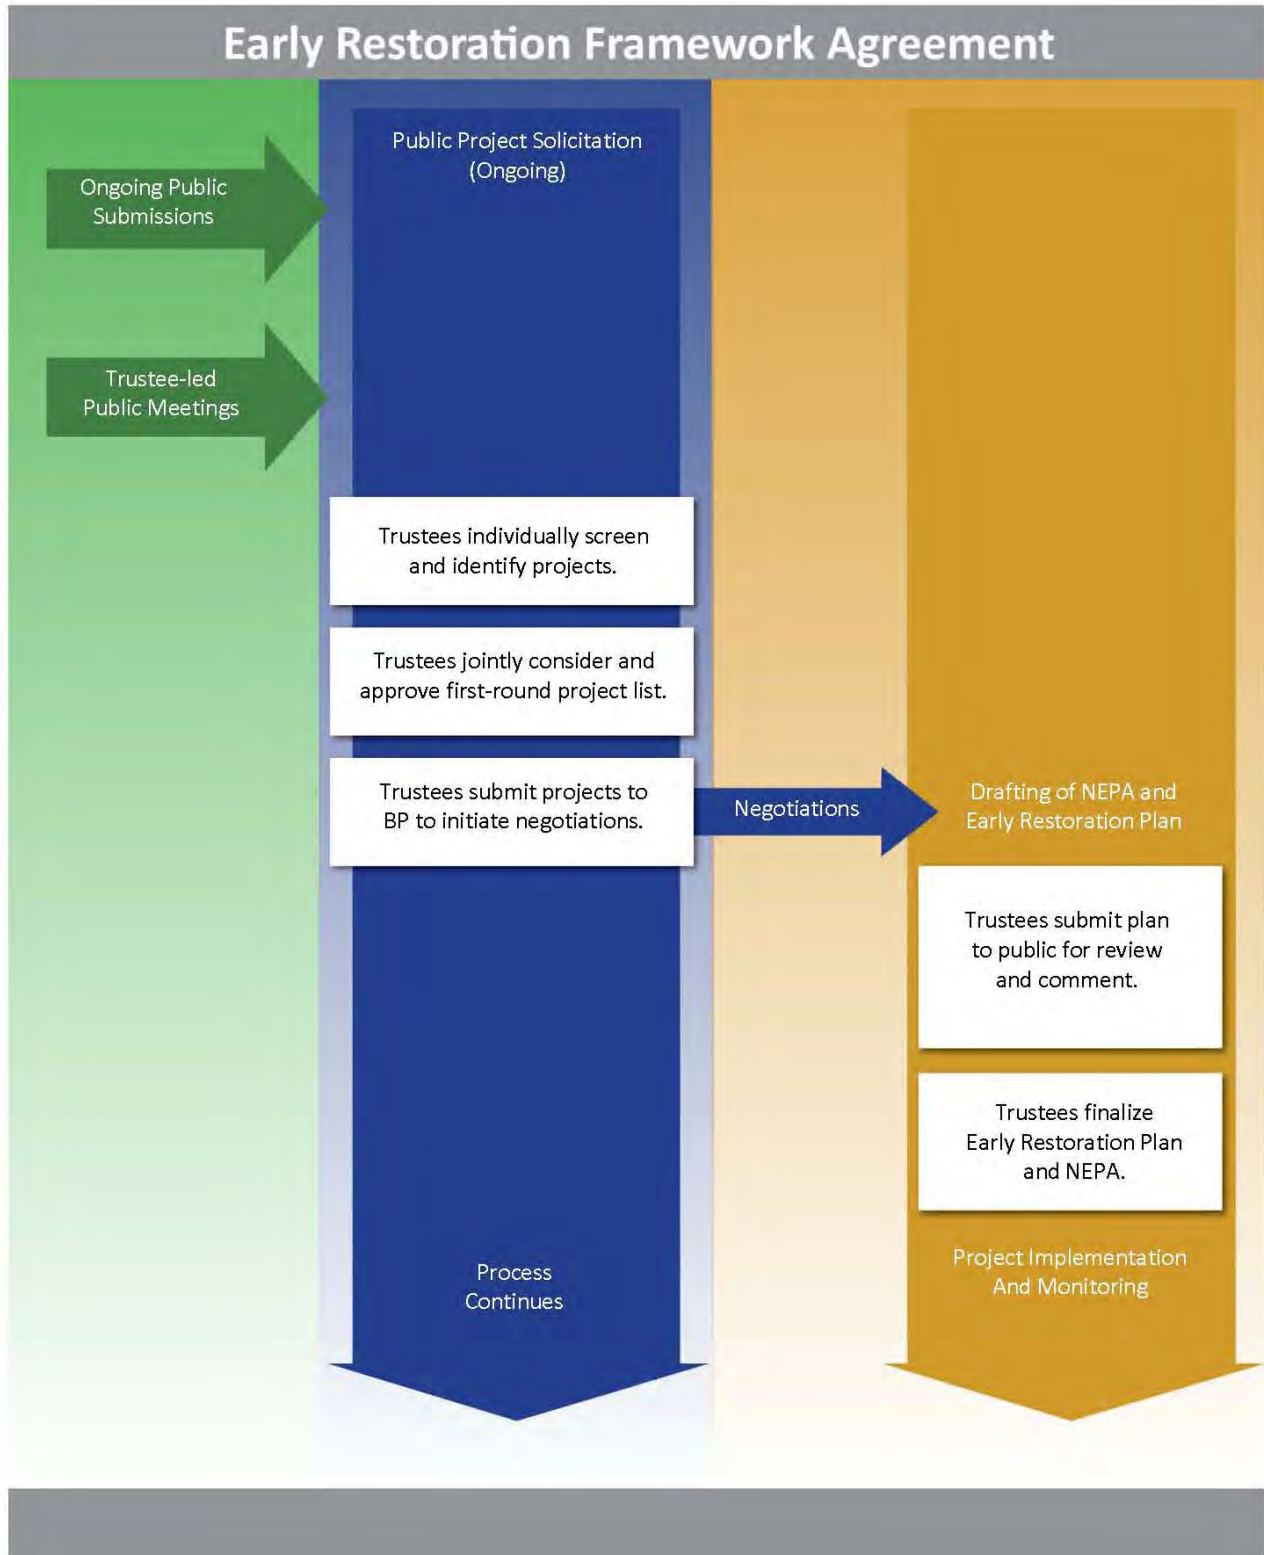 Early Restoration Framework Agreement
Public Project Solicitation
(Ongoing)
Ongoing Public
Submissions
Trustee-led
Public Meetings
Trustees individually screen
and identify projects.
Trustees jointly consider and
approve first-round project list.
Trustees submit projects to
BP to initiate negotiations.
Negotiations
Drafting of NEPA and
Early Restoration Plan
Trustees submit plan
to public for review
and comment.
Trustees finalize
Early Restoration Plan
and NEPA.
Process
Continues
Project Implementation
And Monitoring